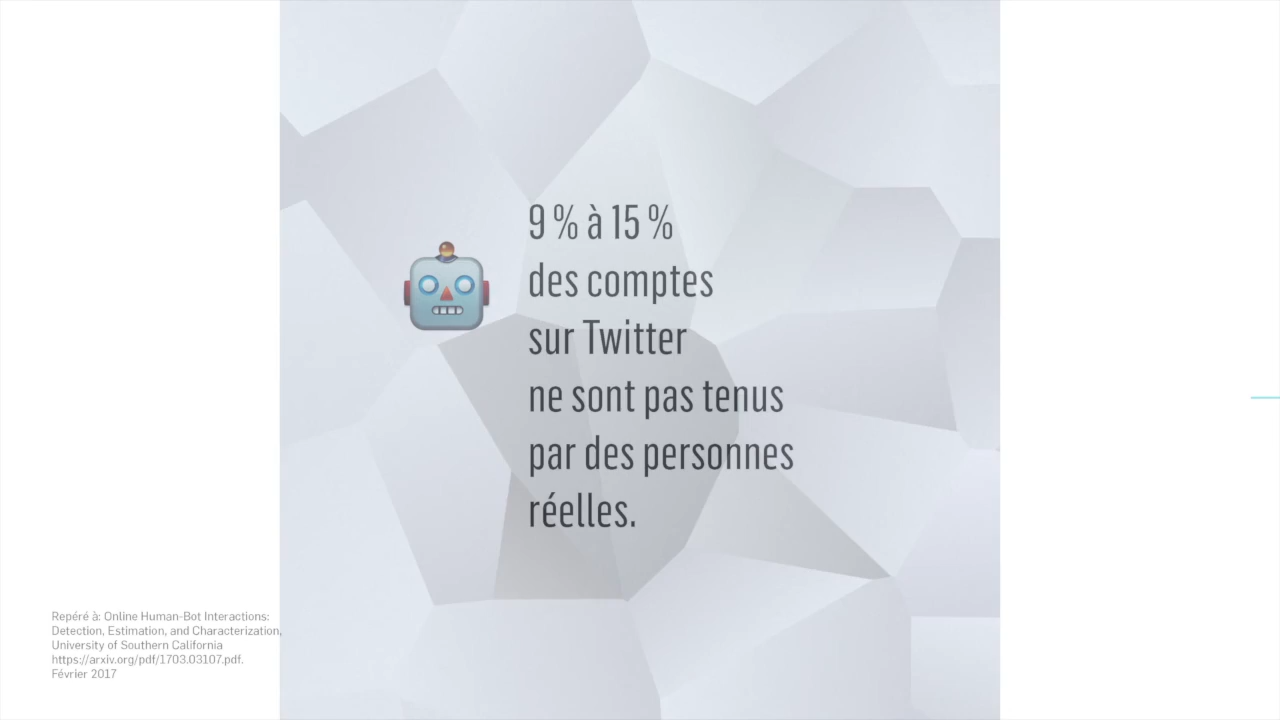 9 % à 15 %
des comptes
sur Twitter
ne sont pas tenus
par des personnes
réelles.
Repéré à: Online Human-Bot Interactions:
Detection, Estimation, and Characterization,
University of Southern California
https://arxiv.org/pdf/1703.03107.pdf.
Février 2017